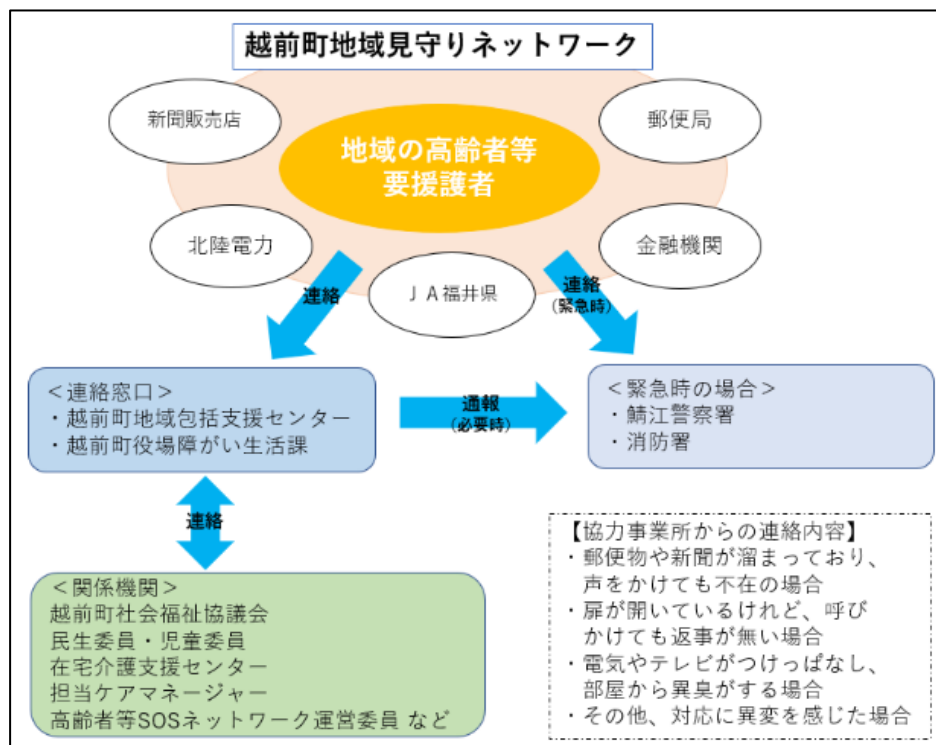 越前町地域見守りネットワーク
新聞販売店
郵便局
地域の高齢者等
要援護者
北陸電力
金融機関
ＪＡ福井県
連絡
連絡
（緊急時）
＜連絡窓口＞
・越前町地域包括支援センター
・越前町役場障がい生活課
通報
（必要時）
＜緊急時の場合＞
・鯖江警察署
・消防署
連絡
＜関係機関＞
越前町社会福祉協議会
民生委員・児童委員
在宅介護支援センター
担当ケアマネージャー
高齢者等SOSネットワーク運営委員 など
【協力事業所からの連絡内容】
・郵便物や新聞が溜まっており、
声をかけても不在の場合
・扉が開いているけれど、呼び
かけても返事が無い場合
・電気やテレビがつけっぱなし、
部屋から異臭がする場合
・その他、対応に異変を感じた場合